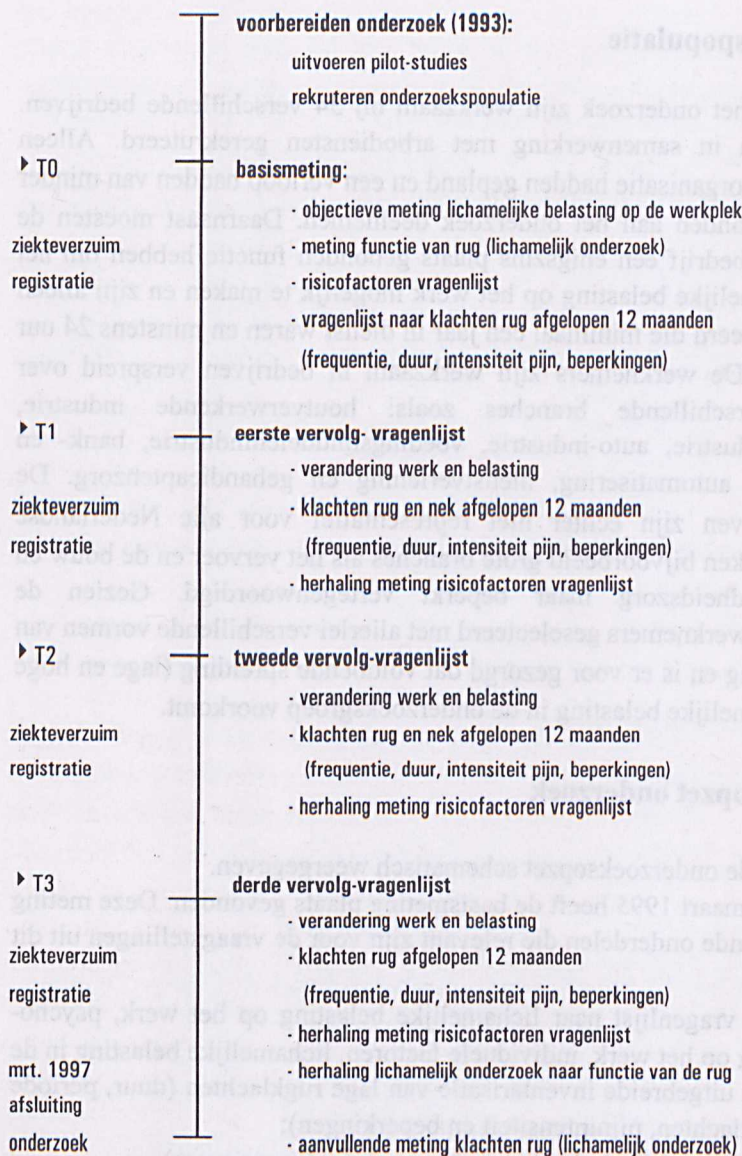 voorbereiden onderzoek (1993):
uitvoeren pilot-studies
rekruteren onderzoekspopulatie
T0 basismeting:
- objectieve meting lichamelijke belasting op de werkplek
ziekteverzuim - meting functie van rug (lichamelijk onderzoek)
registratie - risicofactoren vragenlijst
- vragenlijst naar klachten rug afgelopen 12 maanden
(frequentie, duur, intensiteit pijn, beperkingen)
T1 eerste vervolg- vragenlijst
- verandering werk en belasting
ziekteverzuim - klachten rug en nek afgelopen 12 maanden
registratie (frequentie, duur, intensiteit pijn, beperkingen)
- herhaling meting risicofactoren vragenlijst
T2 tweede vervolg-vragenlijst
- verandering werk en belasting
ziekteverzuim - klachten rug en nek afgelopen 12 maanden
registratie (frequentie, duur, intensiteit pijn, beperkingen)
- herhaling meting risicofactoren vragenlijst
T3 derde vervolg-vragenlijst
- verandering werk en belasting
ziekteverzuim - klachten rug afgelopen 12 maanden
registratie (frequentie, duur, intensiteit pijn, beperkingen)
- herhaling meting risicofactoren vragenlijst
mrt. 1997 - herhaling lichamelijk onderzoek naar functie van de rug
afsluiting
onderzoek - aanvullende meting klachten rug (lichamelijk onderzoek)